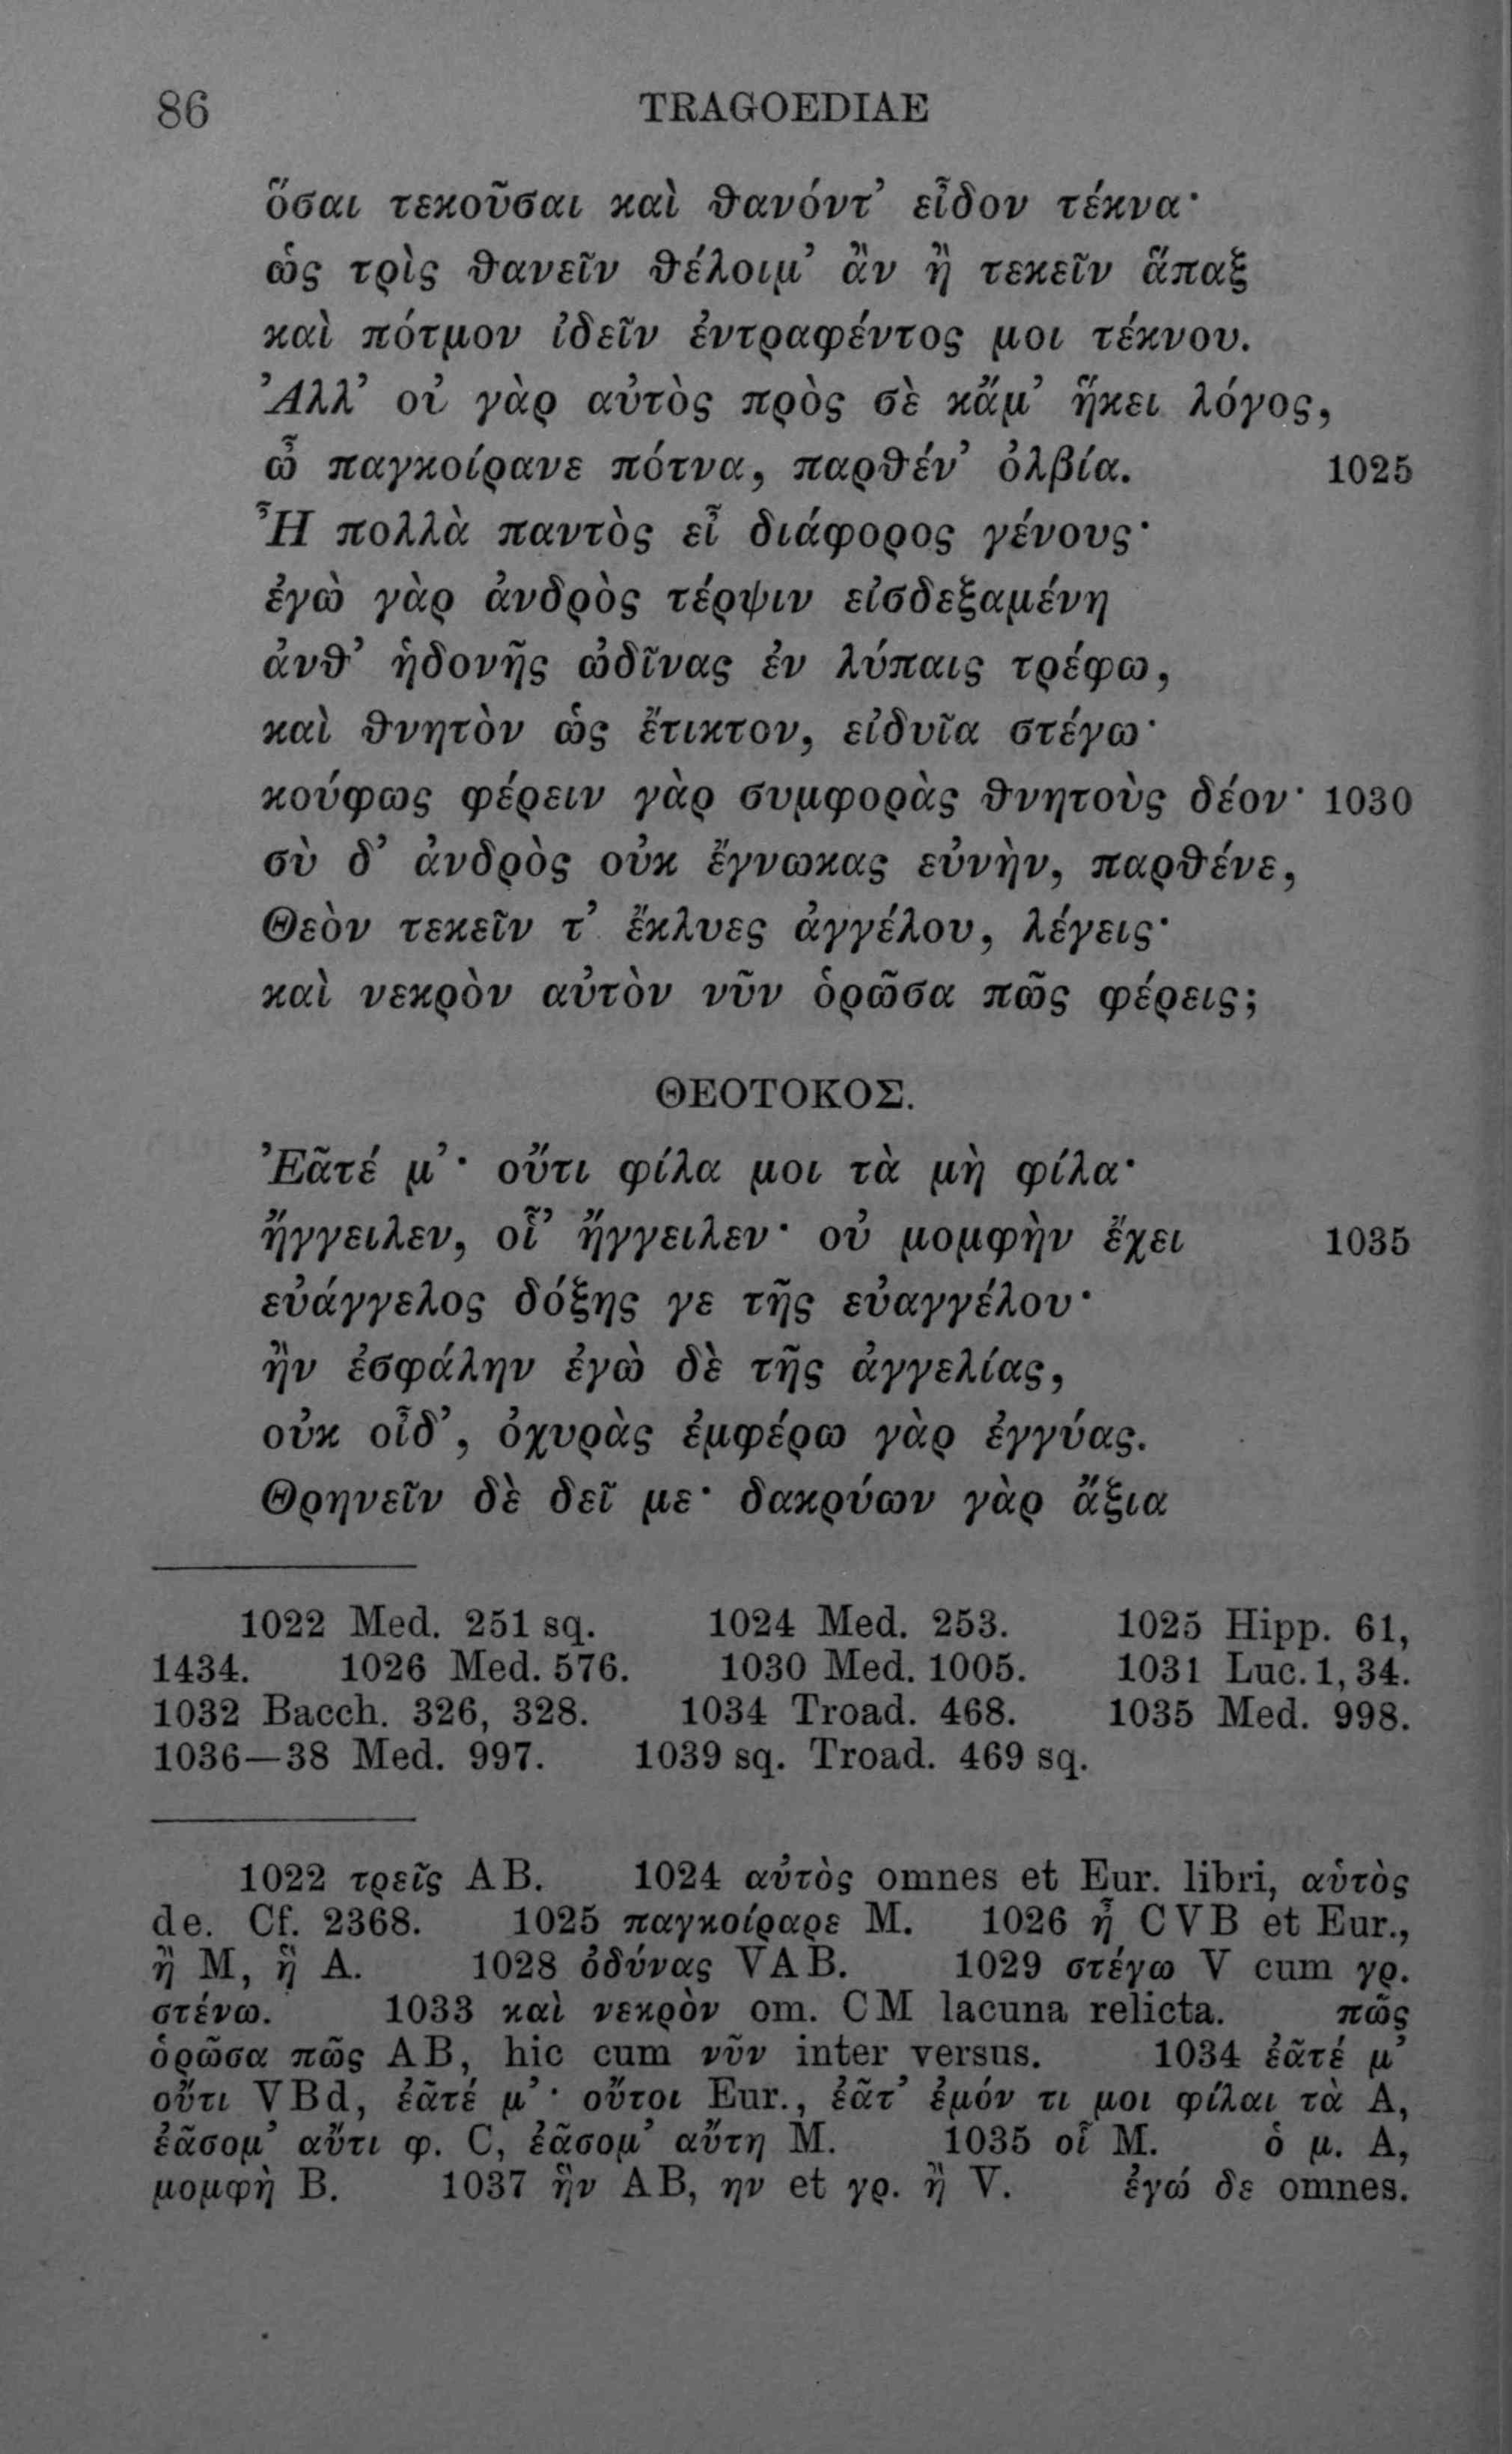 86 TRAGOEDIAE
ὅσαι τεκοῦσαι καὶ θανόντ’ εἶδον τέκνα·
ὡς τρὶς θανεῖν θέλοιμ’ ἂν ἢ τεκεῖν ἅπαξ
καὶ πότμον ἰδεῖν ἐντραφέντος μοι τέκνου.
Ἀλλ’ οὐ γὰρ αὐτὸς πρὸς σὲ κἄμ’ ἥκει λόγος,
ὦ παγκοίρανε πότνα, παρθέν’ ὀλβία. 1025
Ἦ πολλὰ παντὸς εἶ διάφορος γένους·
ἐγὼ γὰρ ἀνδρὸς τέρψιν εἰσδεξαμένη
ἀνθ’ ἡδονῆς ὠδῖνας ἐν λύπαις τρέφω,
καὶ θνητὸν ὡς ἔτικτον, εἰδυῖα στέγω·
κούφως φέρειν γὰρ συμφορὰς θνητοὺς δέον· 1030
σὺ δ’ ἀνδρὸς οὐκ ἔγνωκας εὐνὴν, παρθένε,
Θεὸν τεκεῖν τ’ ἔκλυες ἀγγέλου, λέγεις·
καὶ νεκρὸν αὐτὸν νῦν ὁρῶσα πῶς φέρεις;
ΘΕΟΤΟΚΟΣ.
Ἐᾶτέ μ’· οὔτι φίλα μοι τὰ μὴ φίλα·
ἤγγειλεν, οἷ’ ἤγγειλεν· οὐ μομφὴν ἔχει 1035
εὐάγγελος δόξης γε τῆς εὐαγγέλου·
ἢν ἐσφάλην ἐγὼ δὲ τῆς ἀγγελίας,
οὐκ οἶδ’, ὀχυρὰς ἐμφέρω γὰρ ἐγγύας.
Θρηνεῖν δὲ δεῖ με· δακρύων γὰρ ἄξια
1022 Med. 251 sq. 1024 Med. 253. 1025 Hipp. 61,
1434. 1026 Med. 576. 1030 Med. 1005. 1031 Luc. 1, 34.
1032 Bacch. 326, 328. 1034 Troad. 468. 1035 Med. 998.
1036—38 Med. 997. 1039 sq. Troad. 469 sq.
1022 τρεῖς AB. 1024 αὐτὸς omnes et Eur. libri, αὑτὸς
de. Cf. 2368. 1025 παγκοίραρε M. 1026 ἦ CVB et Eur.,
ἢ M, ἣ A. 1028 ὀδύνας VAB. 1029 στέγω V cum γρ.
στένω. 1033 καὶ νεκρὸν om. CM lacuna relicta. πῶς
ὁρῶσα πῶς AB, hic cum νῦν inter versus. 1034 ἐᾶτέ μ’
οὔτι VBd, ἐᾶτέ μ’· οὔτοι Eur., ἐᾶτ’ ἐμόν τι μοι φίλαι τὰ A,
ἐᾶσομ’ αὔτι φ. C, ἐᾶσομ’ αὔτη M. 1035 οἷ M. ὁ μ. A,
μομφὴ B. 1037 ἣν AB, ην et γρ. ἢ V. ἐγώ δε omnes.